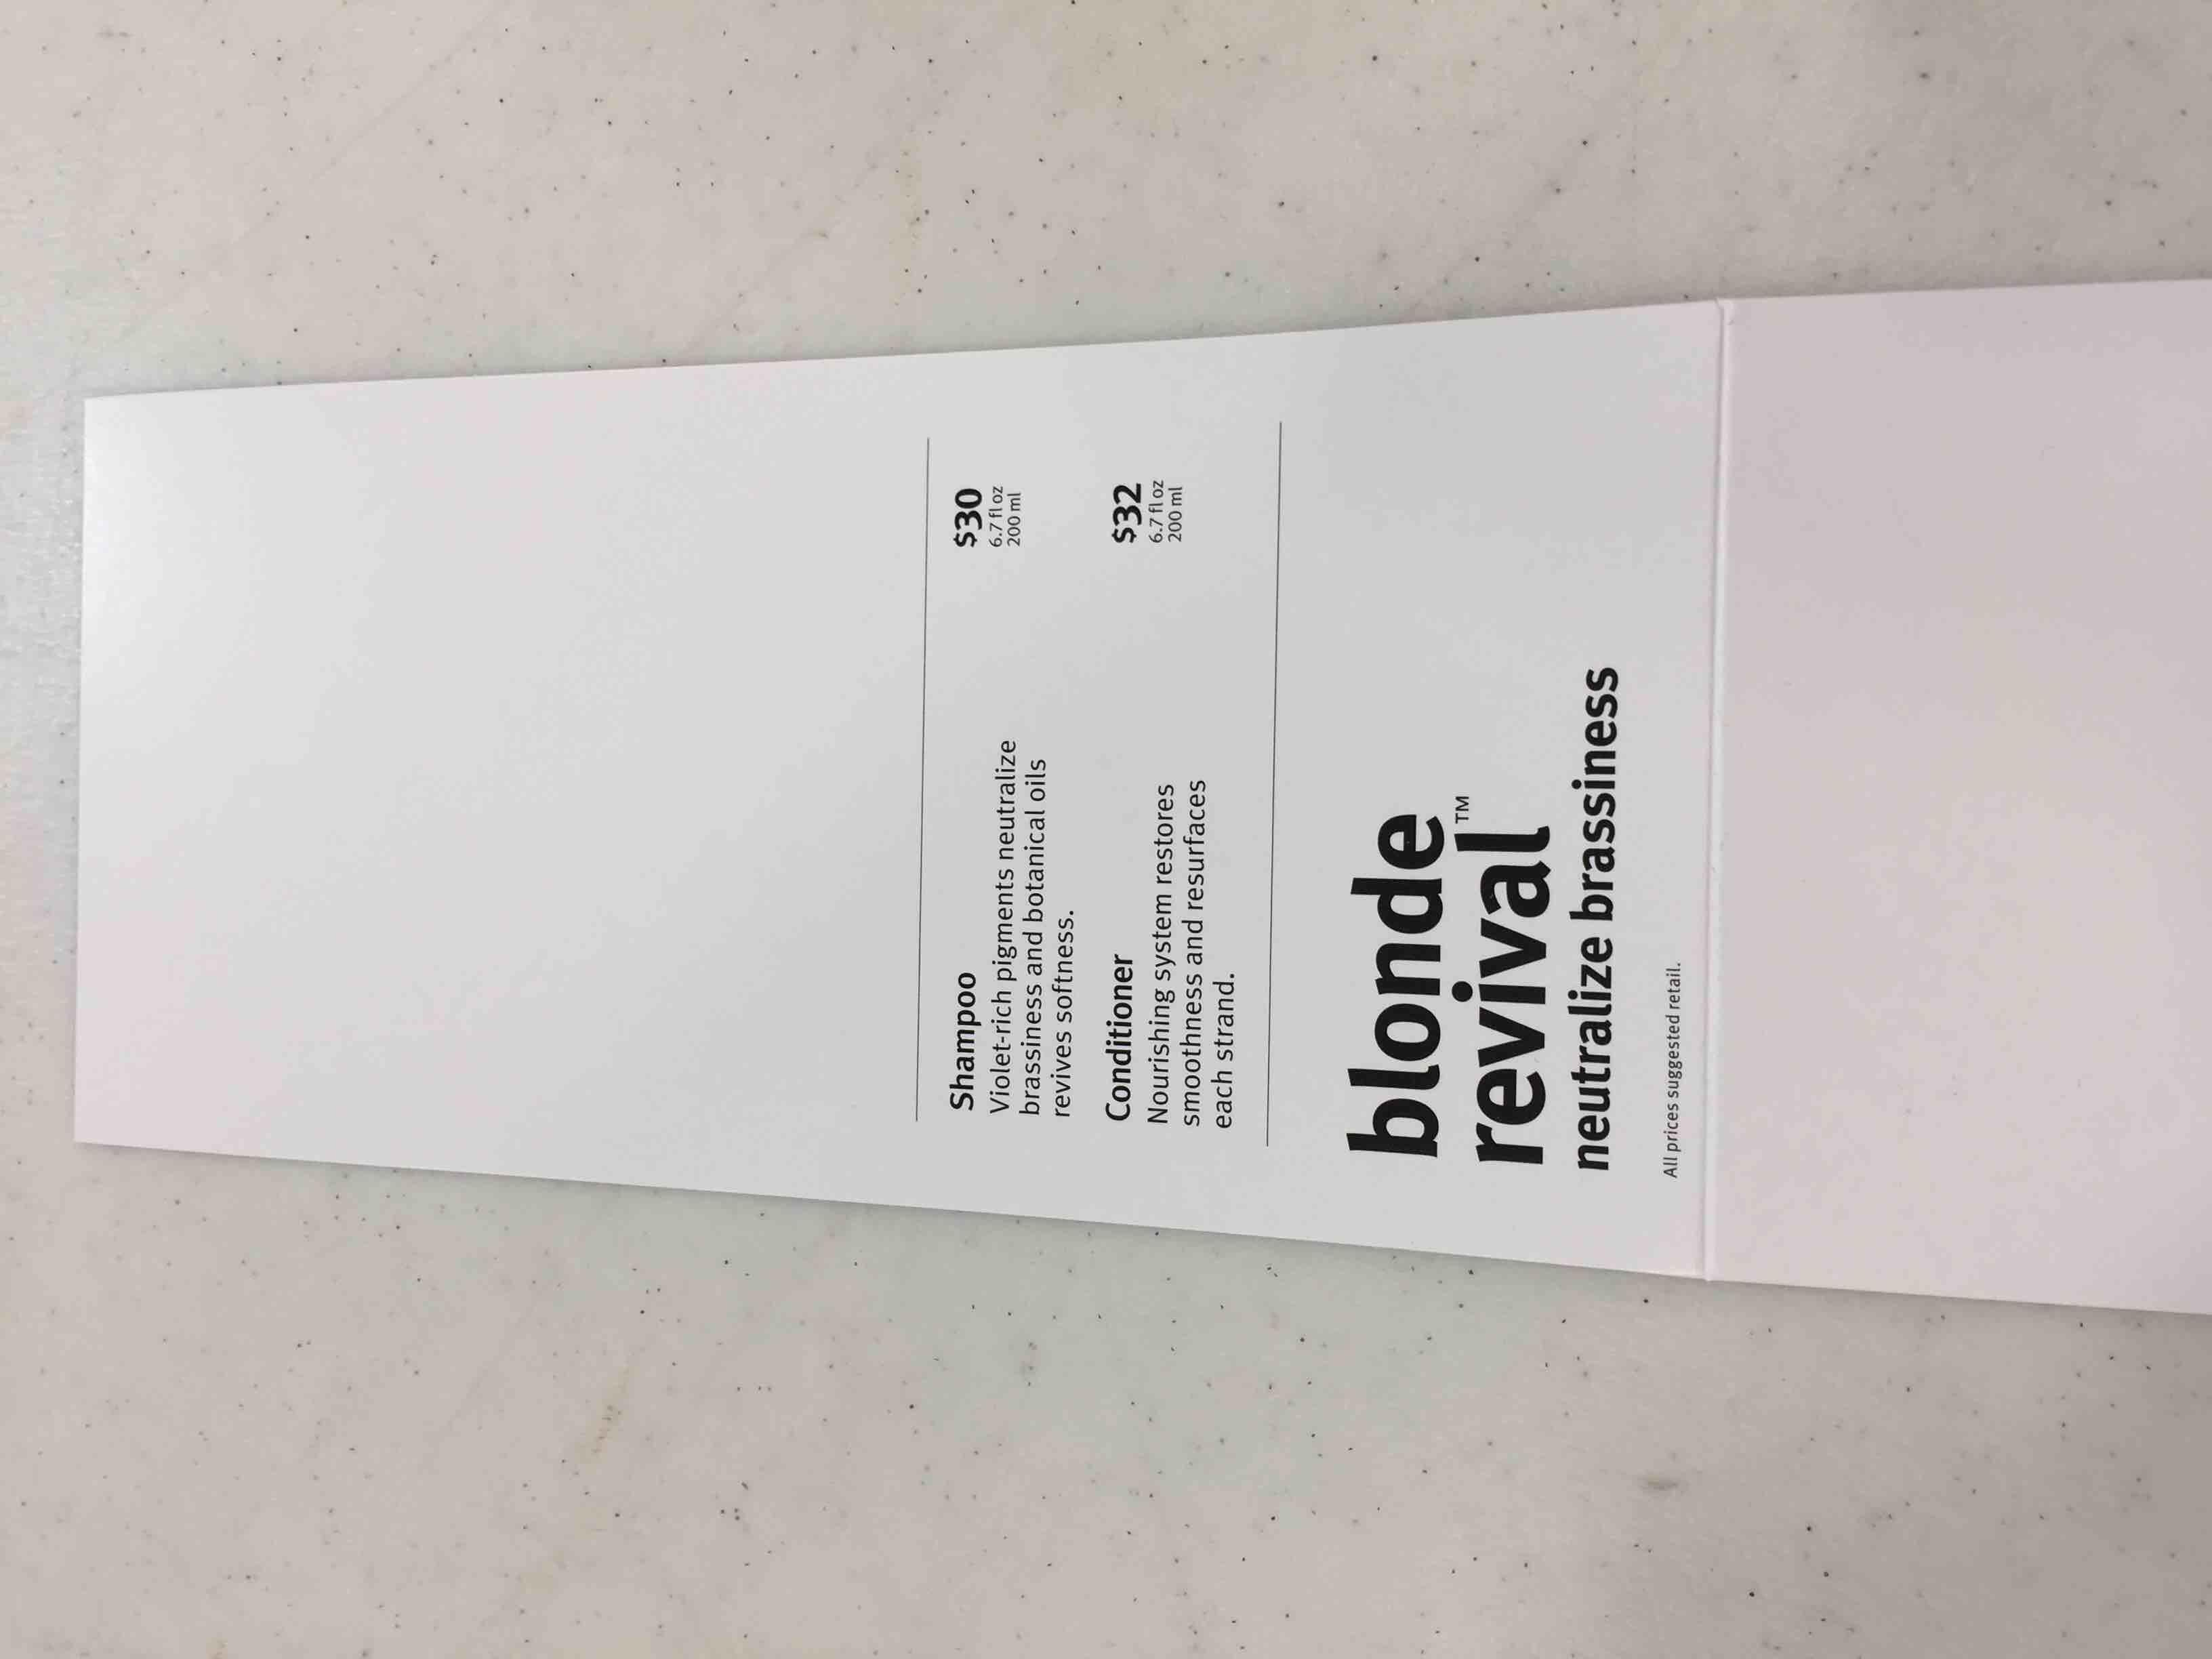 Shampoo
$30
Violet-rich pigments neutralize
6.7 fl oz
brassiness and botanical oils
200 ml
revives softness.
Conditioner
$32
Nourishing system restores
6.7 fl oz
smoothness and resurfaces
200 ml
each strand.
blonde
revival™
neutralize brassiness
All prices suggested retail.